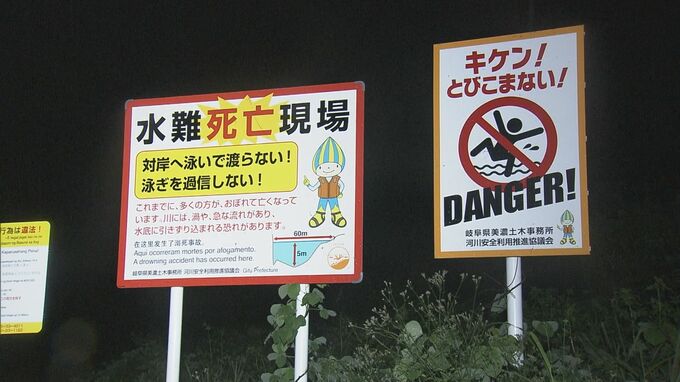 水難死亡現場
対岸へ泳いで渡らない！
泳ぎを過信しない！
これまでに、多くの方が、おぼれて亡くなって
います。川には、渦や、急な流れがあり、
水底に引きずり込まれる恐れがあります。
在这里发生了溺死事故。
Aqui ocorreram mortes por afogamento.
A drowning accident has occurred here.
岐阜県美濃土木事務所 河川安全利用推進協議会
60m
5m
キケン！
とびこまない！
DANGER!
岐阜県美濃土木事務所
河川安全利用推進協議会
行為は違法！